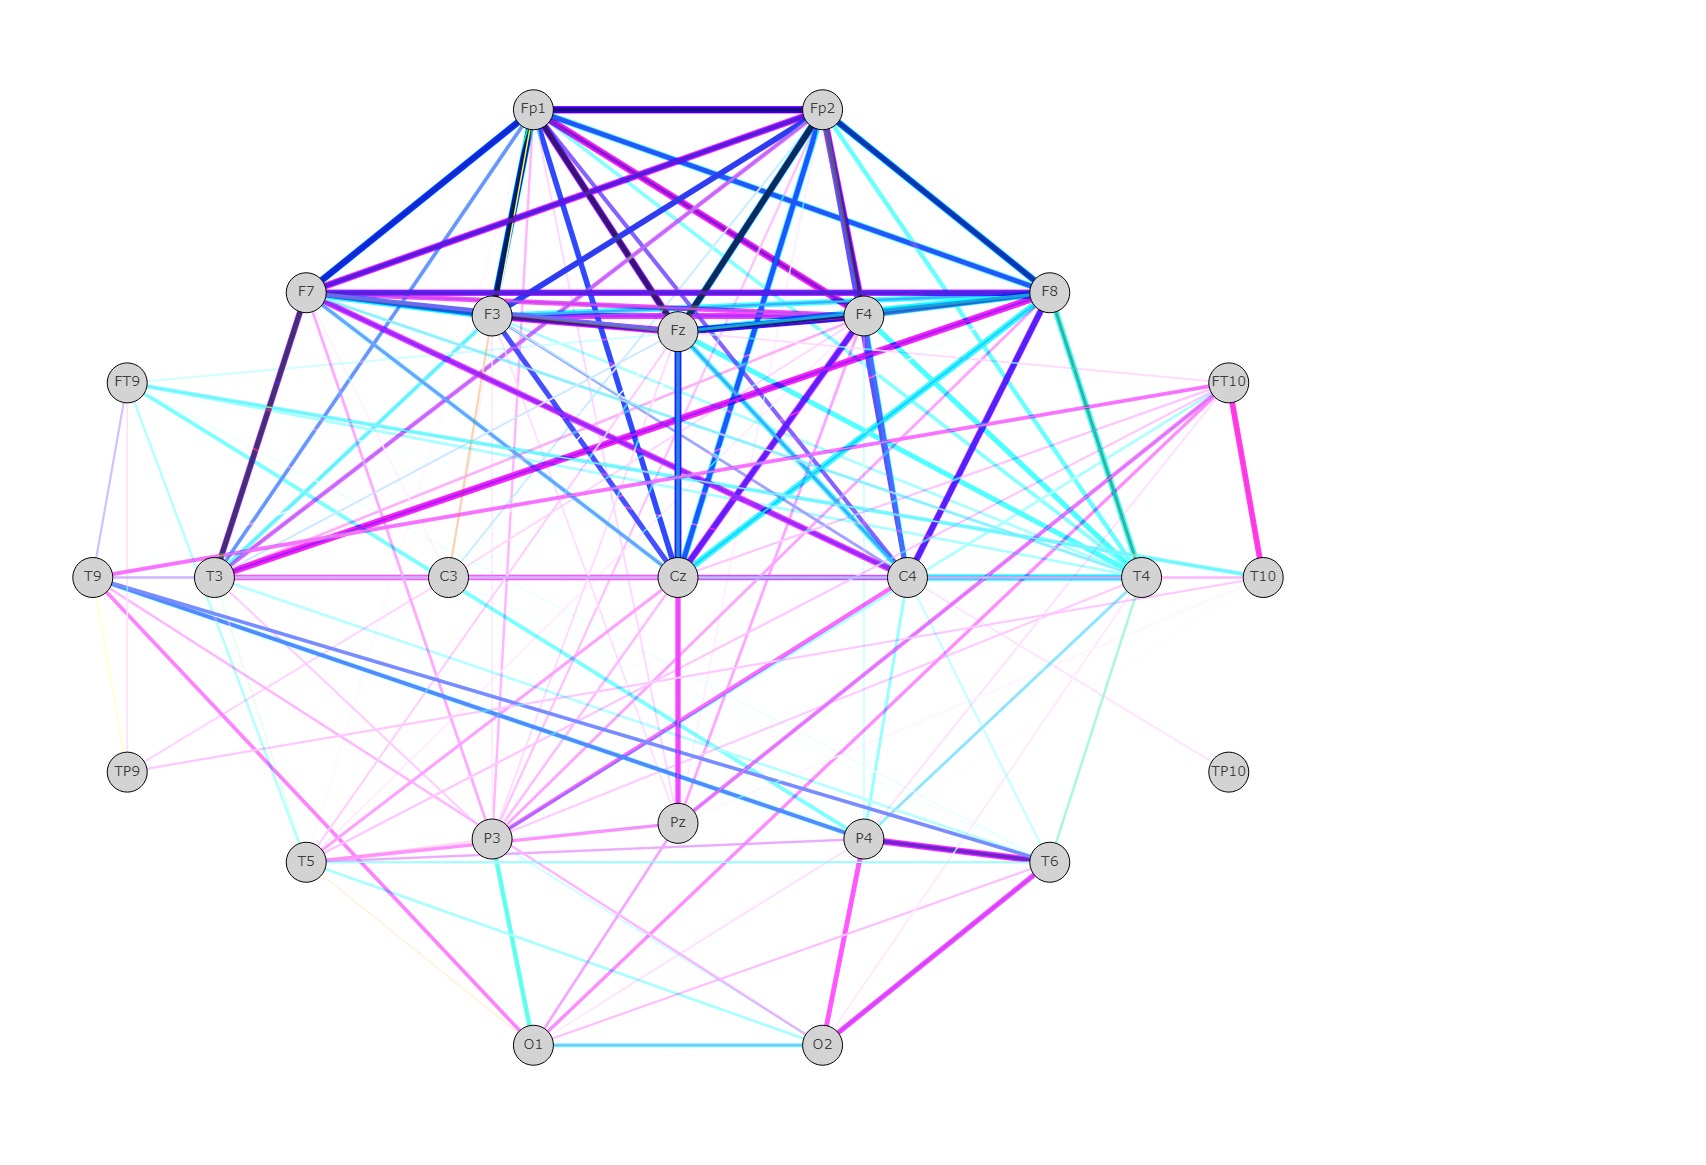 Fp1 Fp2
F7 F8
F3 Fz F4
FT9 FT10
T9 T3 C3 Cz C4 T4 T10
TP9 TP10
Pz
P3 P4
T5 T6
O1 O2